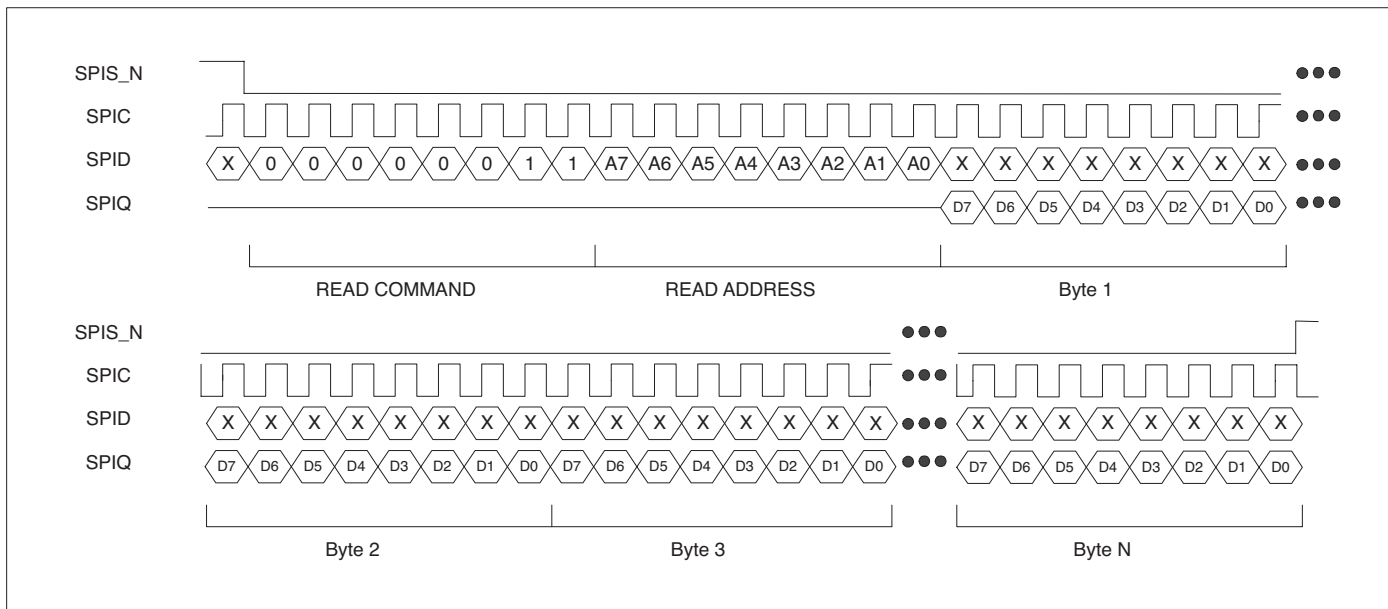 SPIS_N
SPIC
SPID X 0 0 0 0 0 0 1 1 A7 A6 A5 A4 A3 A2 A1 A0 X X X X X X X X
SPIQ D7 D6 D5 D4 D3 D2 D1 D0
READ COMMAND READ ADDRESS Byte 1
SPIS_N
SPIC
SPID X X X X X X X X X X X X X X X X X X X X X X X X
SPIQ D7 D6 D5 D4 D3 D2 D1 D0 D7 D6 D5 D4 D3 D2 D1 D0 D7 D6 D5 D4 D3 D2 D1 D0
Byte 2 Byte 3 Byte N